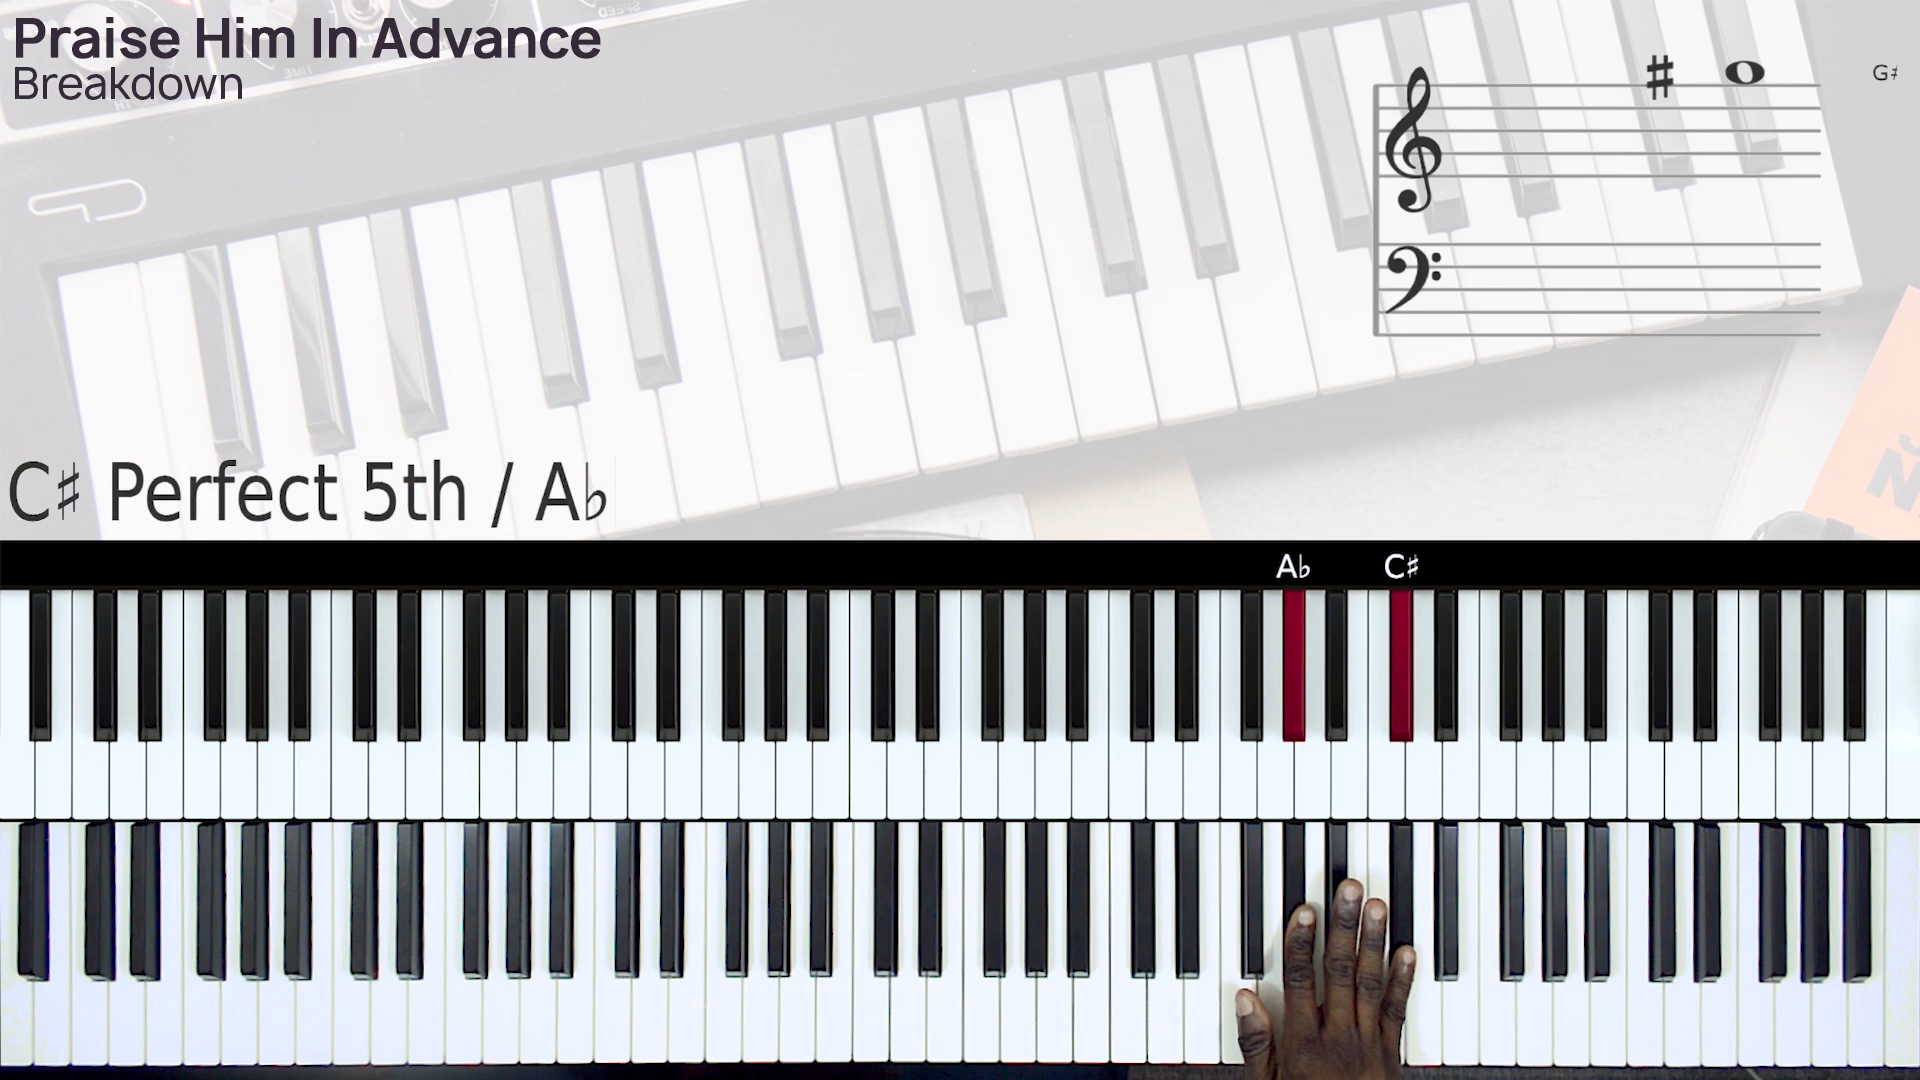 Praise Him In Advance
Breakdown
G♯
C♯ Perfect 5th / A♭
A♭ C♯